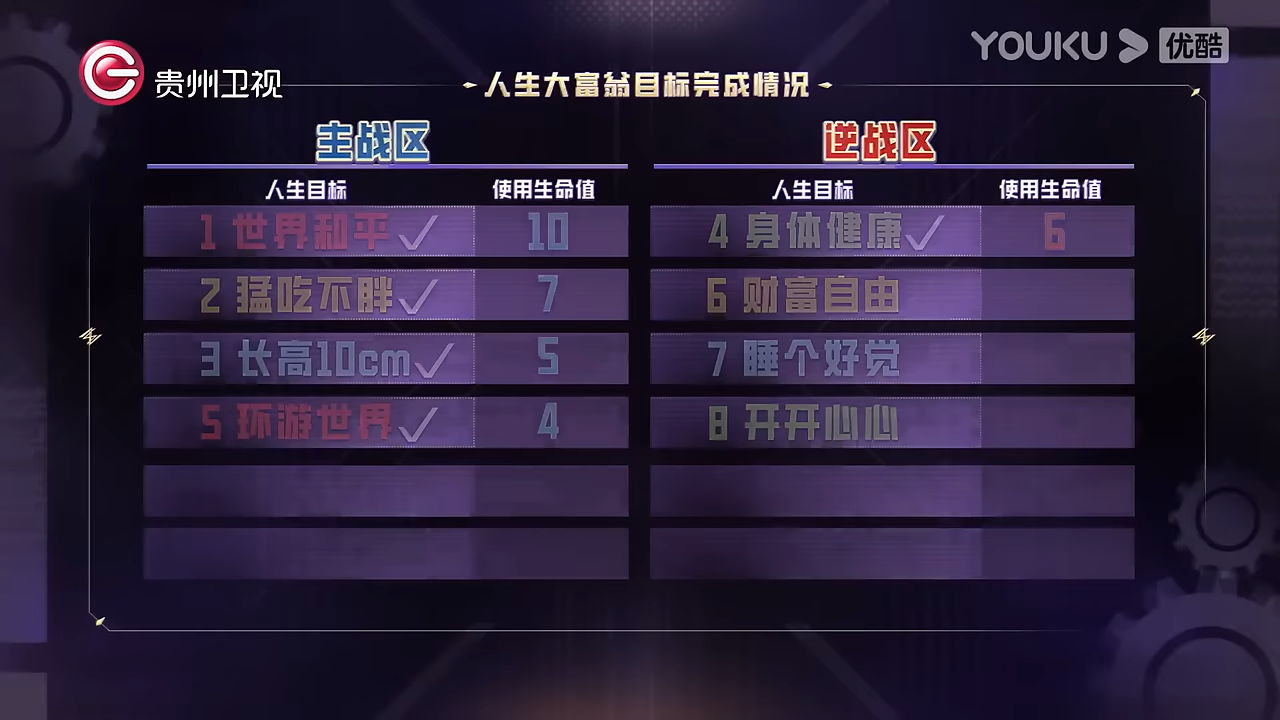 贵州卫视
YOUKU 优酷
人生大富翁目标完成情况
主战区
人生目标 使用生命值
1 世界和平 ✓ 10
2 猛吃不胖 ✓ 7
3 长高10cm ✓ 5
5 环游世界 ✓ 4
逆战区
人生目标 使用生命值
4 身体健康 ✓ 6
6 财富自由
7 睡个好觉
8 开开心心